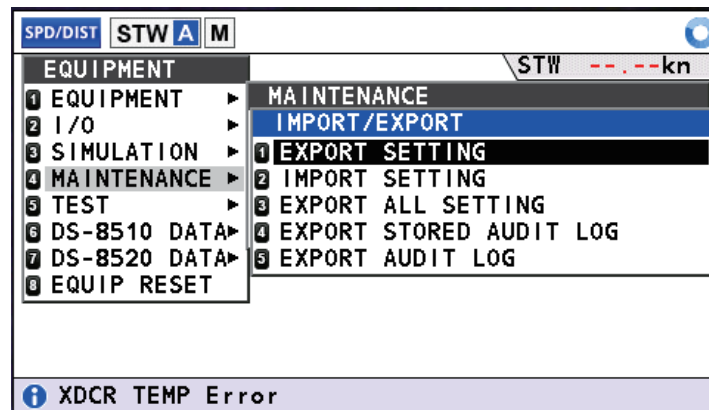 SPD/DIST STW A M
STW --.--kn
EQUIPMENT
1 EQUIPMENT ▶
2 I/O ▶
3 SIMULATION ▶
4 MAINTENANCE ▶
5 TEST ▶
6 DS-8510 DATA▶
7 DS-8520 DATA▶
8 EQUIP RESET
MAINTENANCE
IMPORT/EXPORT
1 EXPORT SETTING
2 IMPORT SETTING
3 EXPORT ALL SETTING
4 EXPORT STORED AUDIT LOG
5 EXPORT AUDIT LOG
i XDCR TEMP Error